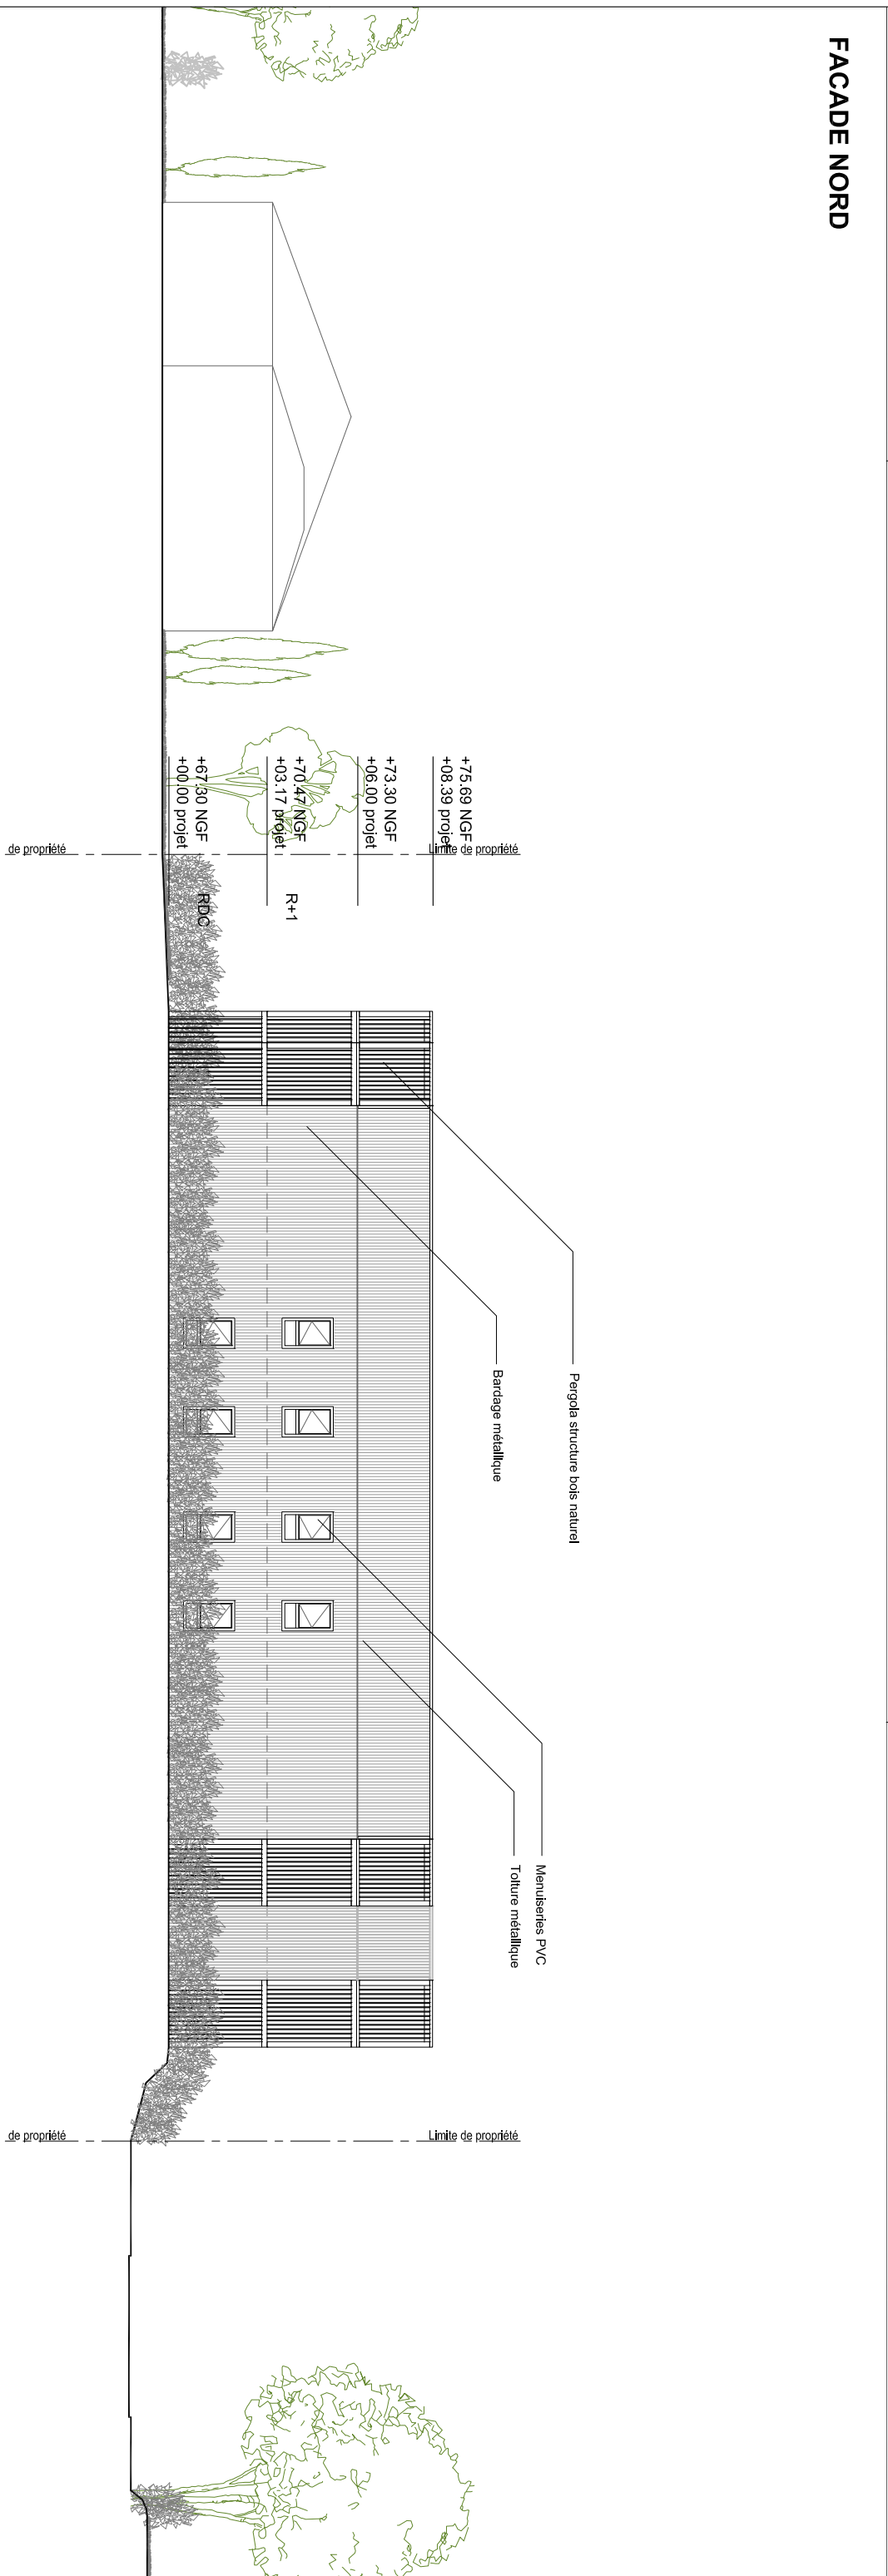 FACADE NORD
+75.69 NGF
+08.39 projet
+73.30 NGF
+06.00 projet
+70.47 NGF
+03.17 projet
+67.30 NGF
+00.00 projet
R+1
RDC
Limite de propriété
de propriété
Pergola structure bois naturel
Bardage métallique
Menuiseries PVC
Toiture métallique
Limite de propriété
de propriété